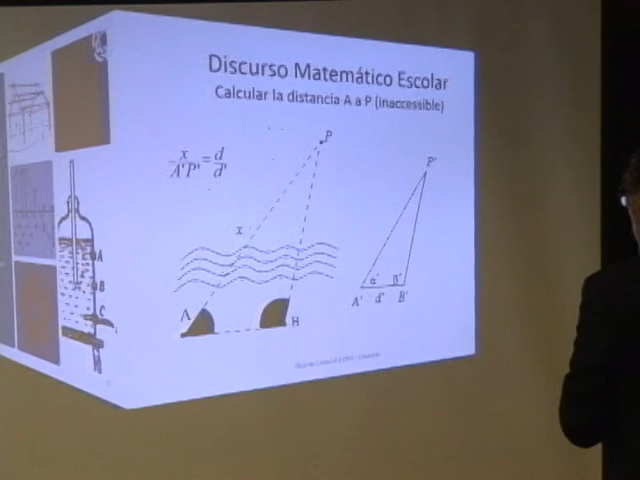 Discurso Matemático Escolar
Calcular la distancia A a P (inaccessible)
x/A'P' = d/d'
P
P'
x
A
B
C
A
H
α' B'
A' d' B'